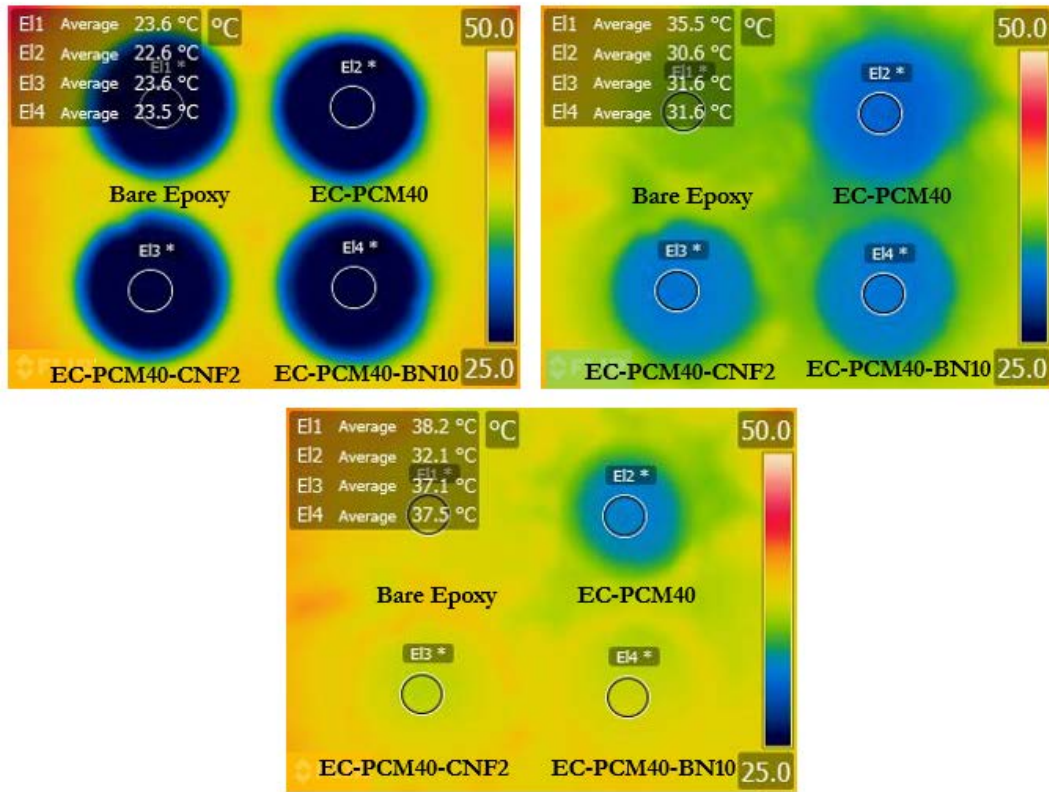 El1 Average 23.6 °C °C 50.0
El2 Average 22.6 °C
El3 Average 23.6 °C
El4 Average 23.5 °C
El1 *
El2 *
Bare Epoxy
EC-PCM40
El3 *
El4 *
EC-PCM40-CNF2
EC-PCM40-BN10
25.0
El1 Average 35.5 °C °C 50.0
El2 Average 30.6 °C
El3 Average 31.6 °C
El4 Average 31.6 °C
El1 *
El2 *
Bare Epoxy
EC-PCM40
El3 *
El4 *
EC-PCM40-CNF2
EC-PCM40-BN10
25.0
El1 Average 38.2 °C °C 50.0
El2 Average 32.1 °C
El3 Average 37.1 °C
El4 Average 37.5 °C
El1 *
El2 *
Bare Epoxy
EC-PCM40
El3 *
El4 *
EC-PCM40-CNF2
EC-PCM40-BN10
25.0